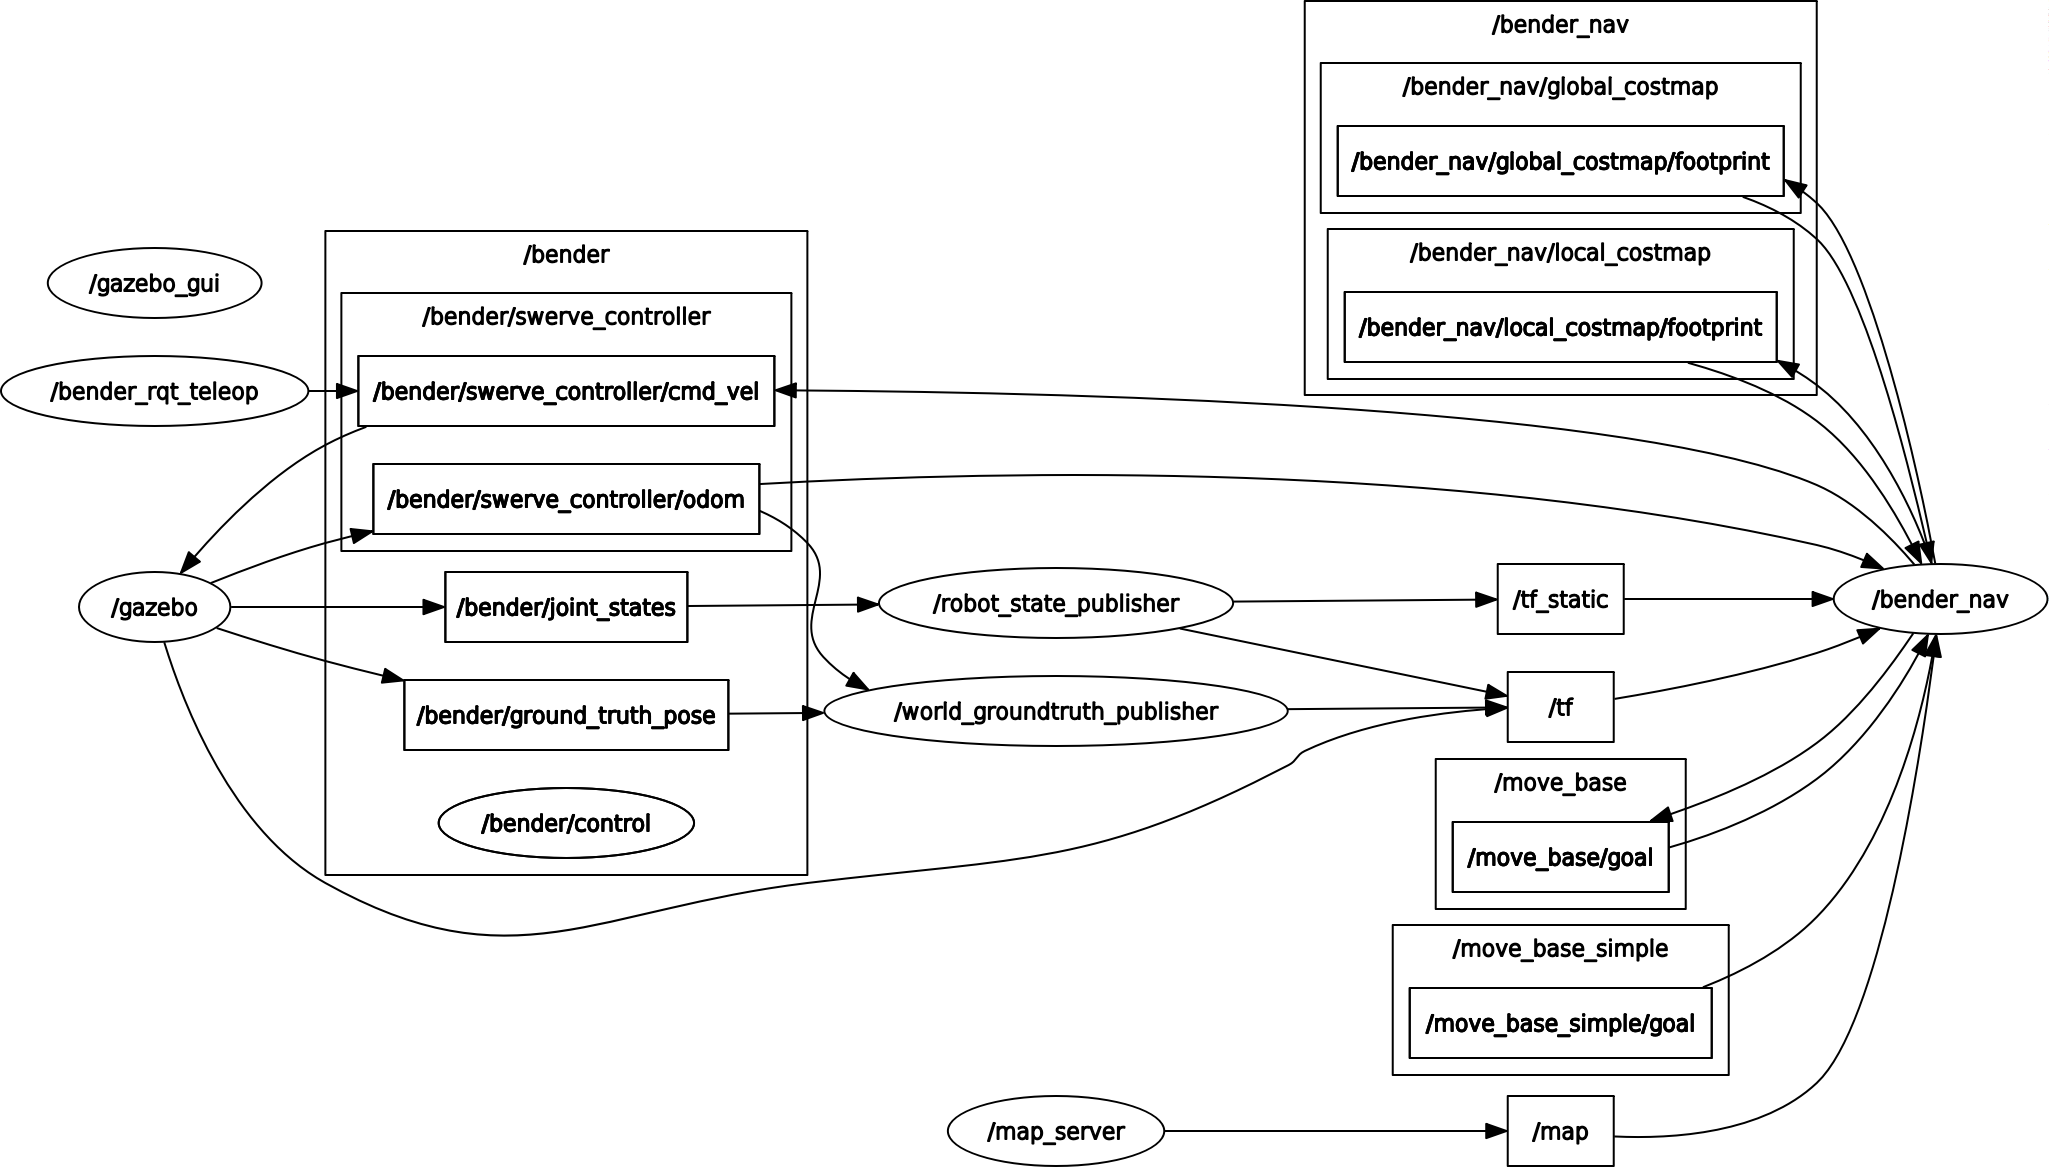 /bender_nav
/bender_nav/global_costmap
/bender_nav/global_costmap/footprint
/bender_nav/local_costmap
/bender_nav/local_costmap/footprint
/bender
/gazebo_gui
/bender/swerve_controller
/bender_rqt_teleop
/bender/swerve_controller/cmd_vel
/bender/swerve_controller/odom
/gazebo
/bender/joint_states
/robot_state_publisher
/tf_static
/bender_nav
/bender/ground_truth_pose
/world_groundtruth_publisher
/tf
/move_base
/bender/control
/move_base/goal
/move_base_simple
/move_base_simple/goal
/map_server
/map